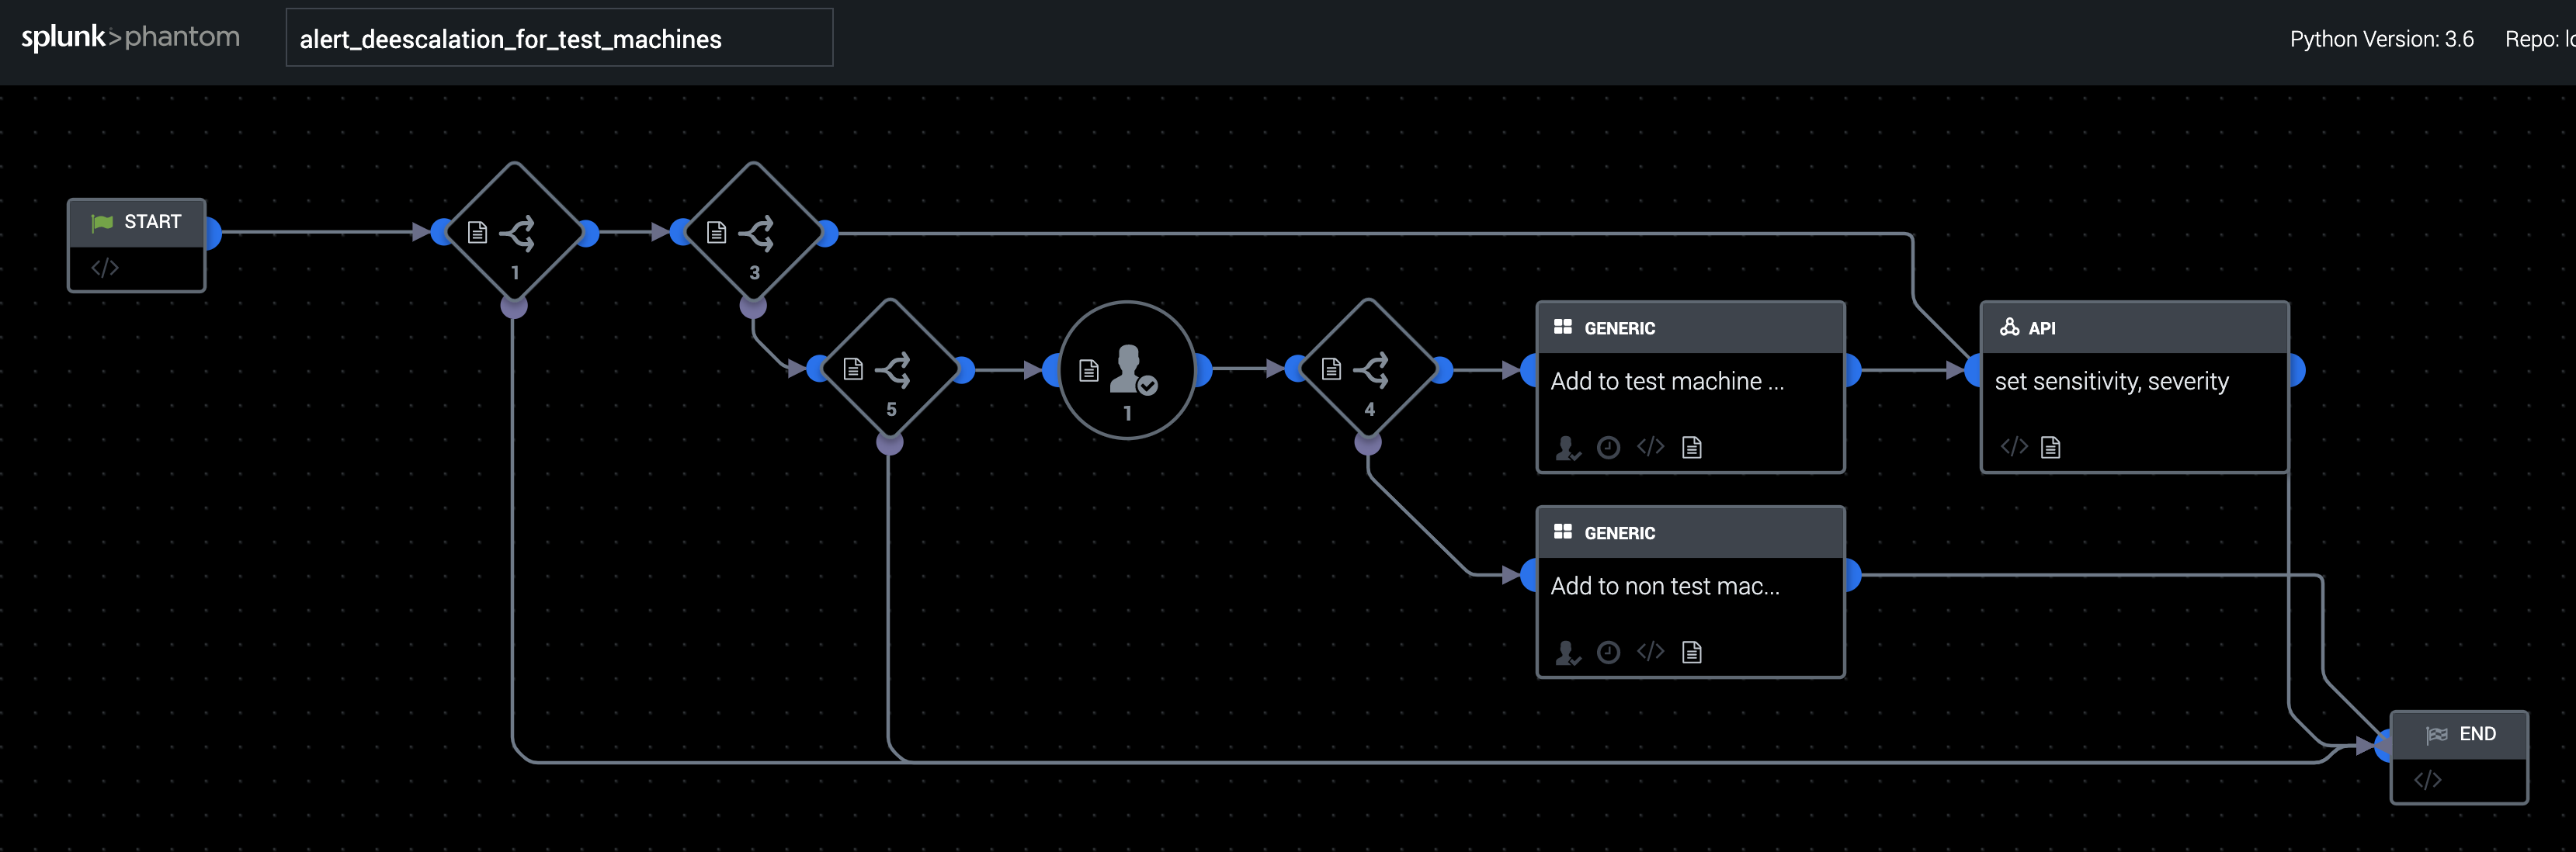 splunk>phantom
alert_deescalation_for_test_machines
Python Version: 3.6
Repo: lo
START
</>
1
3
5
1
4
GENERIC
Add to test machine ...
</>
API
set sensitivity, severity
</>
GENERIC
Add to non test mac...
</>
END
</>